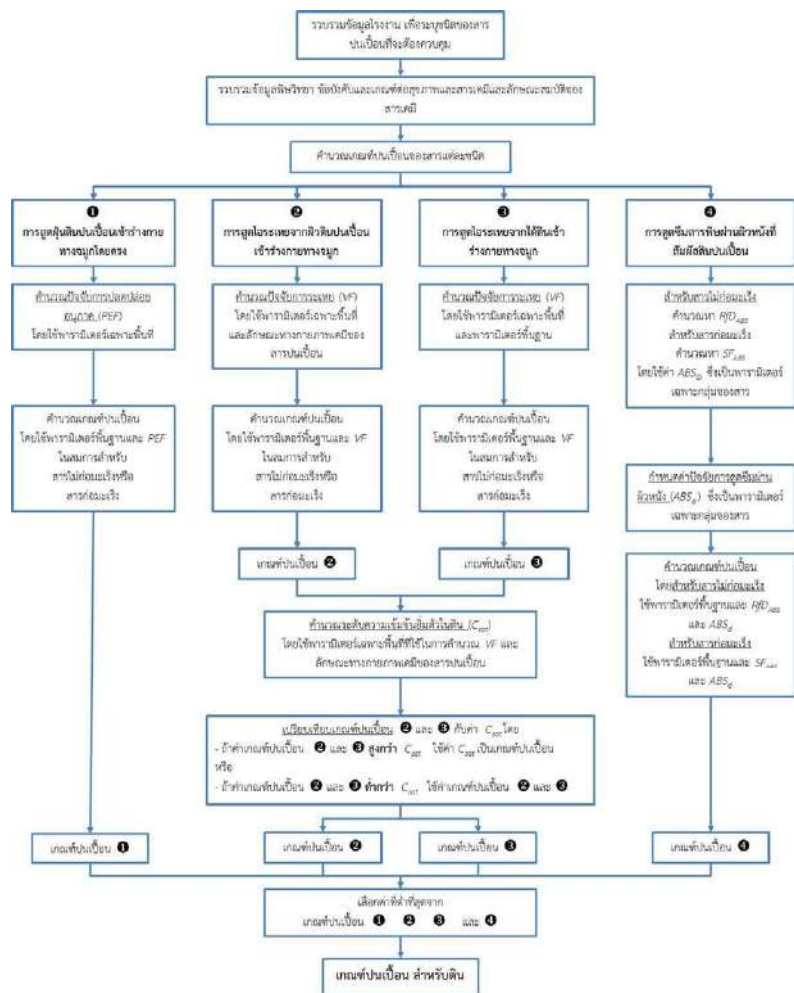 รวบรวมข้อมูลโรงงาน เพื่อระบุชนิดของสาร
ปนเปื้อนที่จะต้องควบคุม
รวบรวมข้อมูลพิษวิทยา ข้อบังคับและเกณฑ์ต่อสุขภาพและสารเคมีและลักษณะสมบัติของ
สารเคมี
คำนวณเกณฑ์ปนเปื้อนของสารแต่ละชนิด
❶
การสูดฝุ่นดินปนเปื้อนเข้าร่างกาย
ทางจมูกโดยตรง
คำนวณปัจจัยการปลดปล่อย
อนุภาค (PEF)
โดยใช้พารามิเตอร์เฉพาะพื้นที่
คำนวณเกณฑ์ปนเปื้อน
โดยใช้พารามิเตอร์พื้นฐานและ PEF
ในสมการสำหรับ
สารไม่ก่อมะเร็งหรือ
สารก่อมะเร็ง
❷
การสูดไอระเหยจากผิวดินปนเปื้อน
เข้าร่างกายทางจมูก
คำนวณปัจจัยการระเหย (VF)
โดยใช้พารามิเตอร์เฉพาะพื้นที่
และลักษณะทางกายภาพเคมีของ
สารปนเปื้อน
คำนวณเกณฑ์ปนเปื้อน
โดยใช้พารามิเตอร์พื้นฐานและ VF
ในสมการสำหรับ
สารไม่ก่อมะเร็งหรือ
สารก่อมะเร็ง
เกณฑ์ปนเปื้อน ❷
❸
การสูดไอระเหยจากใต้ดินเข้า
ร่างกายทางจมูก
คำนวณปัจจัยการระเหย (VF)
โดยใช้พารามิเตอร์เฉพาะพื้นที่
และพารามิเตอร์พื้นฐาน
คำนวณเกณฑ์ปนเปื้อน
โดยใช้พารามิเตอร์พื้นฐานและ VF
ในสมการสำหรับ
สารไม่ก่อมะเร็งหรือ
สารก่อมะเร็ง
เกณฑ์ปนเปื้อน ❸
❹
การดูดซึมสารพิษผ่านผิวหนังที่
สัมผัสดินปนเปื้อน
สำหรับสารไม่ก่อมะเร็ง
คำนวณหา RfD_ABS
สำหรับสารก่อมะเร็ง
คำนวณหา SF_ABS
โดยใช้ค่า ABS_GI ซึ่งเป็นพารามิเตอร์
เฉพาะกลุ่มของสาร
กำหนดค่าปัจจัยการดูดซึมผ่าน
ผิวหนัง (ABS_d) ซึ่งเป็นพารามิเตอร์
เฉพาะกลุ่มของสาร
คำนวณเกณฑ์ปนเปื้อน
โดยสำหรับสารไม่ก่อมะเร็ง
ใช้พารามิเตอร์พื้นฐานและ RfD_ABS
และ ABS_d
สำหรับสารก่อมะเร็ง
ใช้พารามิเตอร์พื้นฐานและ SF_ABS
และ ABS_d
คำนวณระดับความเข้มข้นอิ่มตัวในดิน (C_sat)
โดยใช้พารามิเตอร์เฉพาะพื้นที่ที่ใช้ในการคำนวณ VF และ
ลักษณะทางกายภาพเคมีของสารปนเปื้อน
เปรียบเทียบเกณฑ์ปนเปื้อน ❷ และ ❸ กับค่า C_sat โดย
- ถ้าค่าเกณฑ์ปนเปื้อน ❷ และ ❸ สูงกว่า C_sat ใช้ค่า C_sat เป็นเกณฑ์ปนเปื้อน
หรือ
- ถ้าค่าเกณฑ์ปนเปื้อน ❷ และ ❸ ต่ำกว่า C_sat ใช้ค่าเกณฑ์ปนเปื้อน ❷ และ ❸
เกณฑ์ปนเปื้อน ❶
เกณฑ์ปนเปื้อน ❷
เกณฑ์ปนเปื้อน ❸
เกณฑ์ปนเปื้อน ❹
เลือกค่าที่ต่ำที่สุดจาก
เกณฑ์ปนเปื้อน ❶ ❷ ❸ และ ❹
เกณฑ์ปนเปื้อน สำหรับดิน